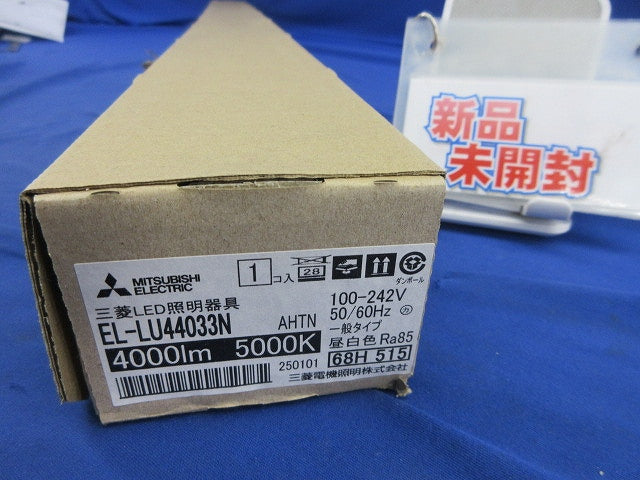 新品
未開封
MITSUBISHI
ELECTRIC
1 コ入
28
ダンボール
三菱LED照明器具
EL-LU44033N
AHTN
4000lm 5000K
250101
100-242V
50/60Hz
一般タイプ
昼白色 Ra85
68H 515
三菱電機照明株式会社